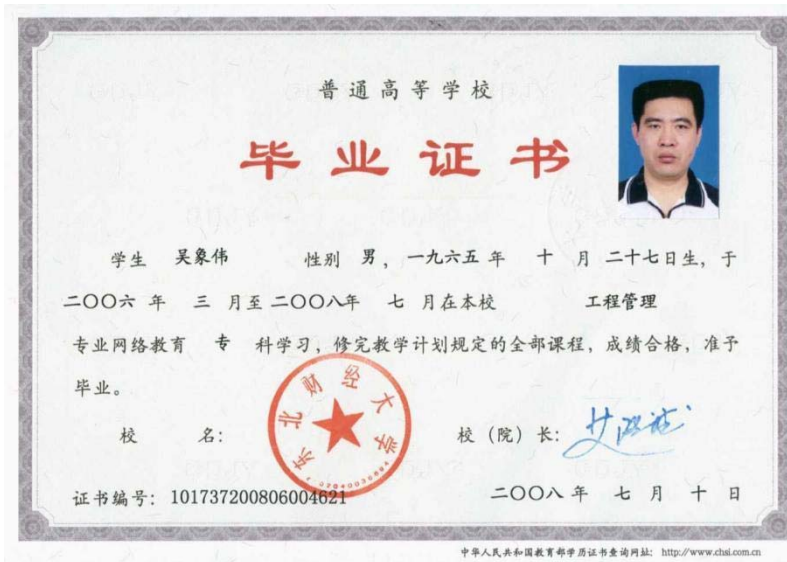 普通高等学校
毕业证书
学生 吴象伟 性别 男，一九六五 年 十 月 二十七日生，于
二〇〇六 年 三 月至二〇〇八年 七 月在本校 工程管理
专业网络教育 专 科学习，修完教学计划规定的全部课程，成绩合格，准予
毕业。
校 名： 东北财经大学 校（院）长：
证书编号：101737200806004621 二〇〇八 年 七 月 十 日
中华人民共和国教育部学历证书查询网址：http://www.chsi.com.cn